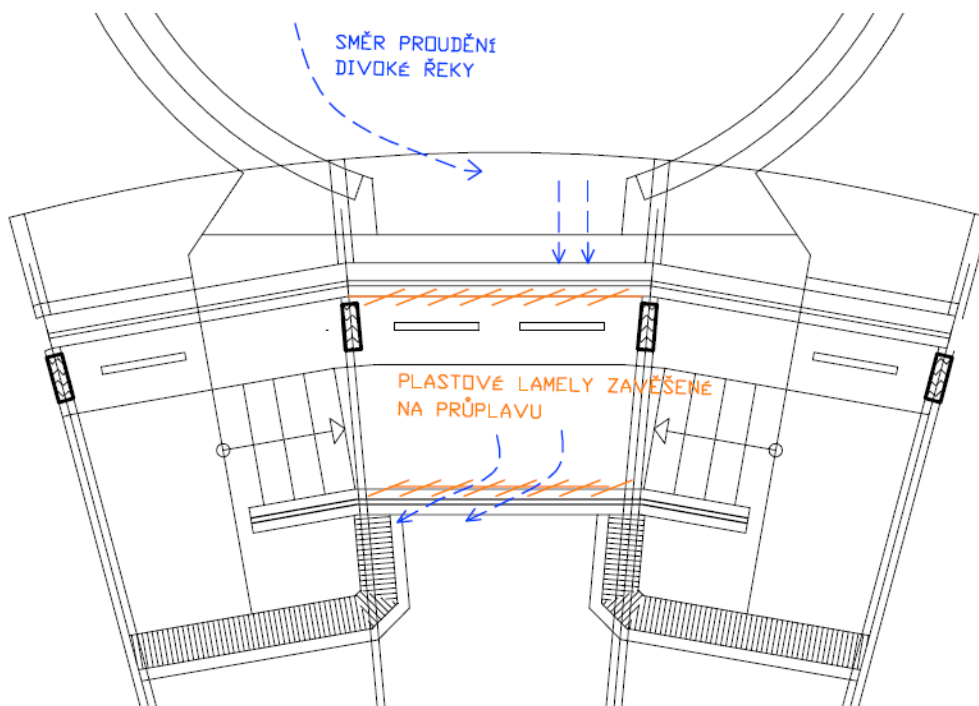 SMĚR PROUDĚNÍ
DIVOKÉ ŘEKY
PLASTOVÉ LAMELY ZAVĚŠENÉ
NA PRŮPLAVU